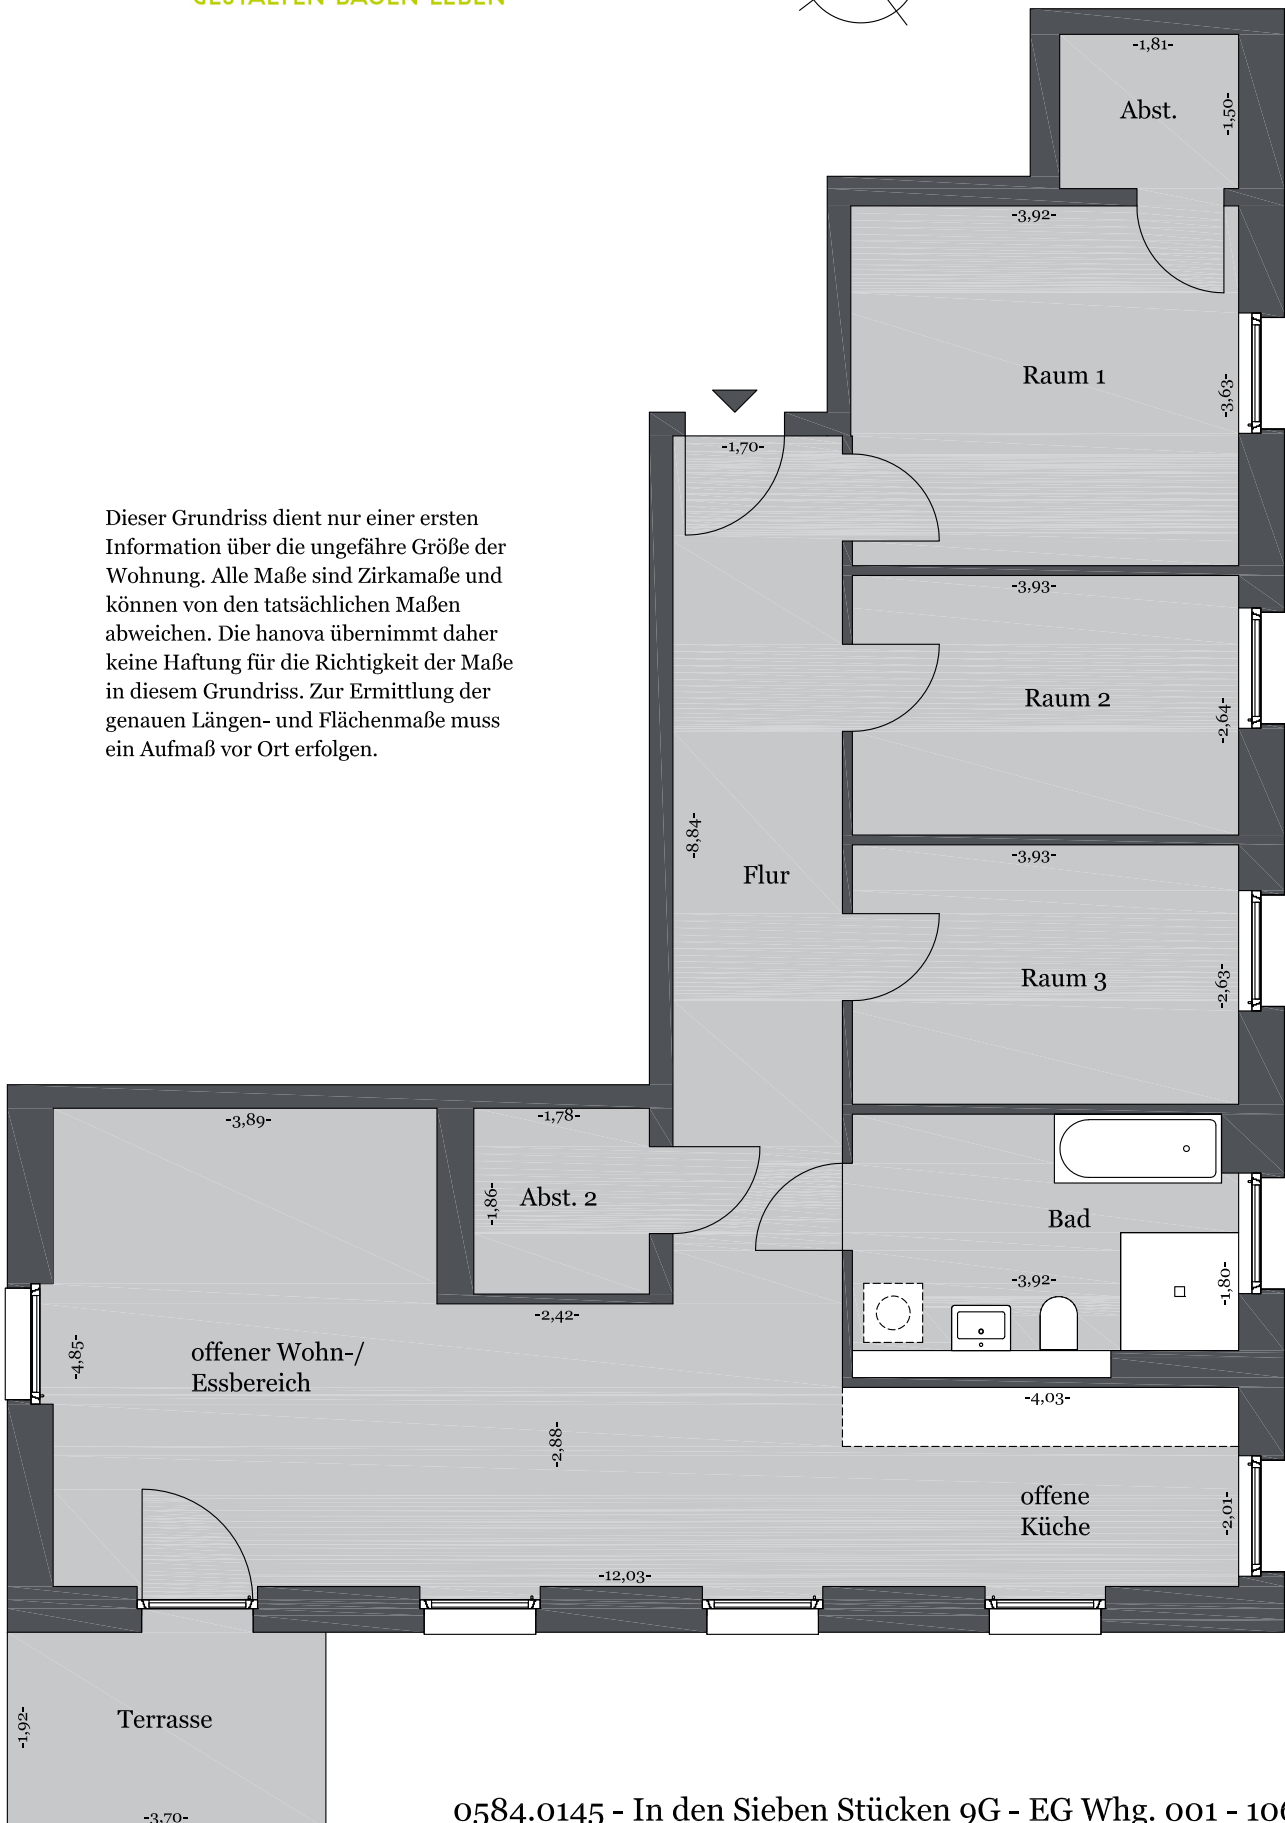 GESTALTEN BAUEN LEBEN
-1,81-
Abst.
-1,50-
-3,92-
Raum 1
-3,63-
-1,70-
Dieser Grundriss dient nur einer ersten
Information über die ungefähre Größe der
Wohnung. Alle Maße sind Zirkamaße und
können von den tatsächlichen Maßen
abweichen. Die hanova übernimmt daher
keine Haftung für die Richtigkeit der Maße
in diesem Grundriss. Zur Ermittlung der
genauen Längen- und Flächenmaße muss
ein Aufmaß vor Ort erfolgen.
-3,93-
Raum 2
-2,64-
-8,84-
Flur
-3,93-
Raum 3
-2,63-
-3,89-
-1,78-
-1,86-
Abst. 2
Bad
-3,92-
-1,80-
-2,42-
-4,85-
offener Wohn-/
Essbereich
-4,03-
-2,88-
offene
Küche
-2,01-
-12,03-
Terrasse
-1,92-
-3,70-
0584.0145 - In den Sieben Stücken 9G - EG Whg. 001 - 106